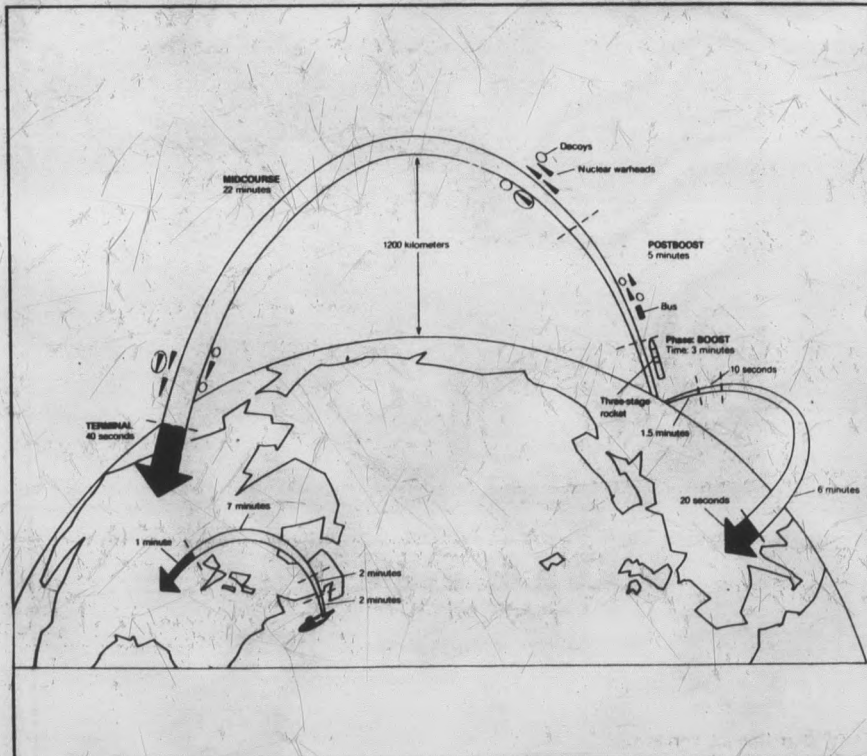 Decoys
Nuclear warheads
MIDCOURSE
22 minutes
1200 kilometers
POSTBOOST
5 minutes
Bus
Phase: BOOST
Time: 3 minutes
10 seconds
Three-stage
rocket
1.5 minutes
TERMINAL
40 seconds
20 seconds
6 minutes
7 minutes
1 minute
2 minutes
2 minutes